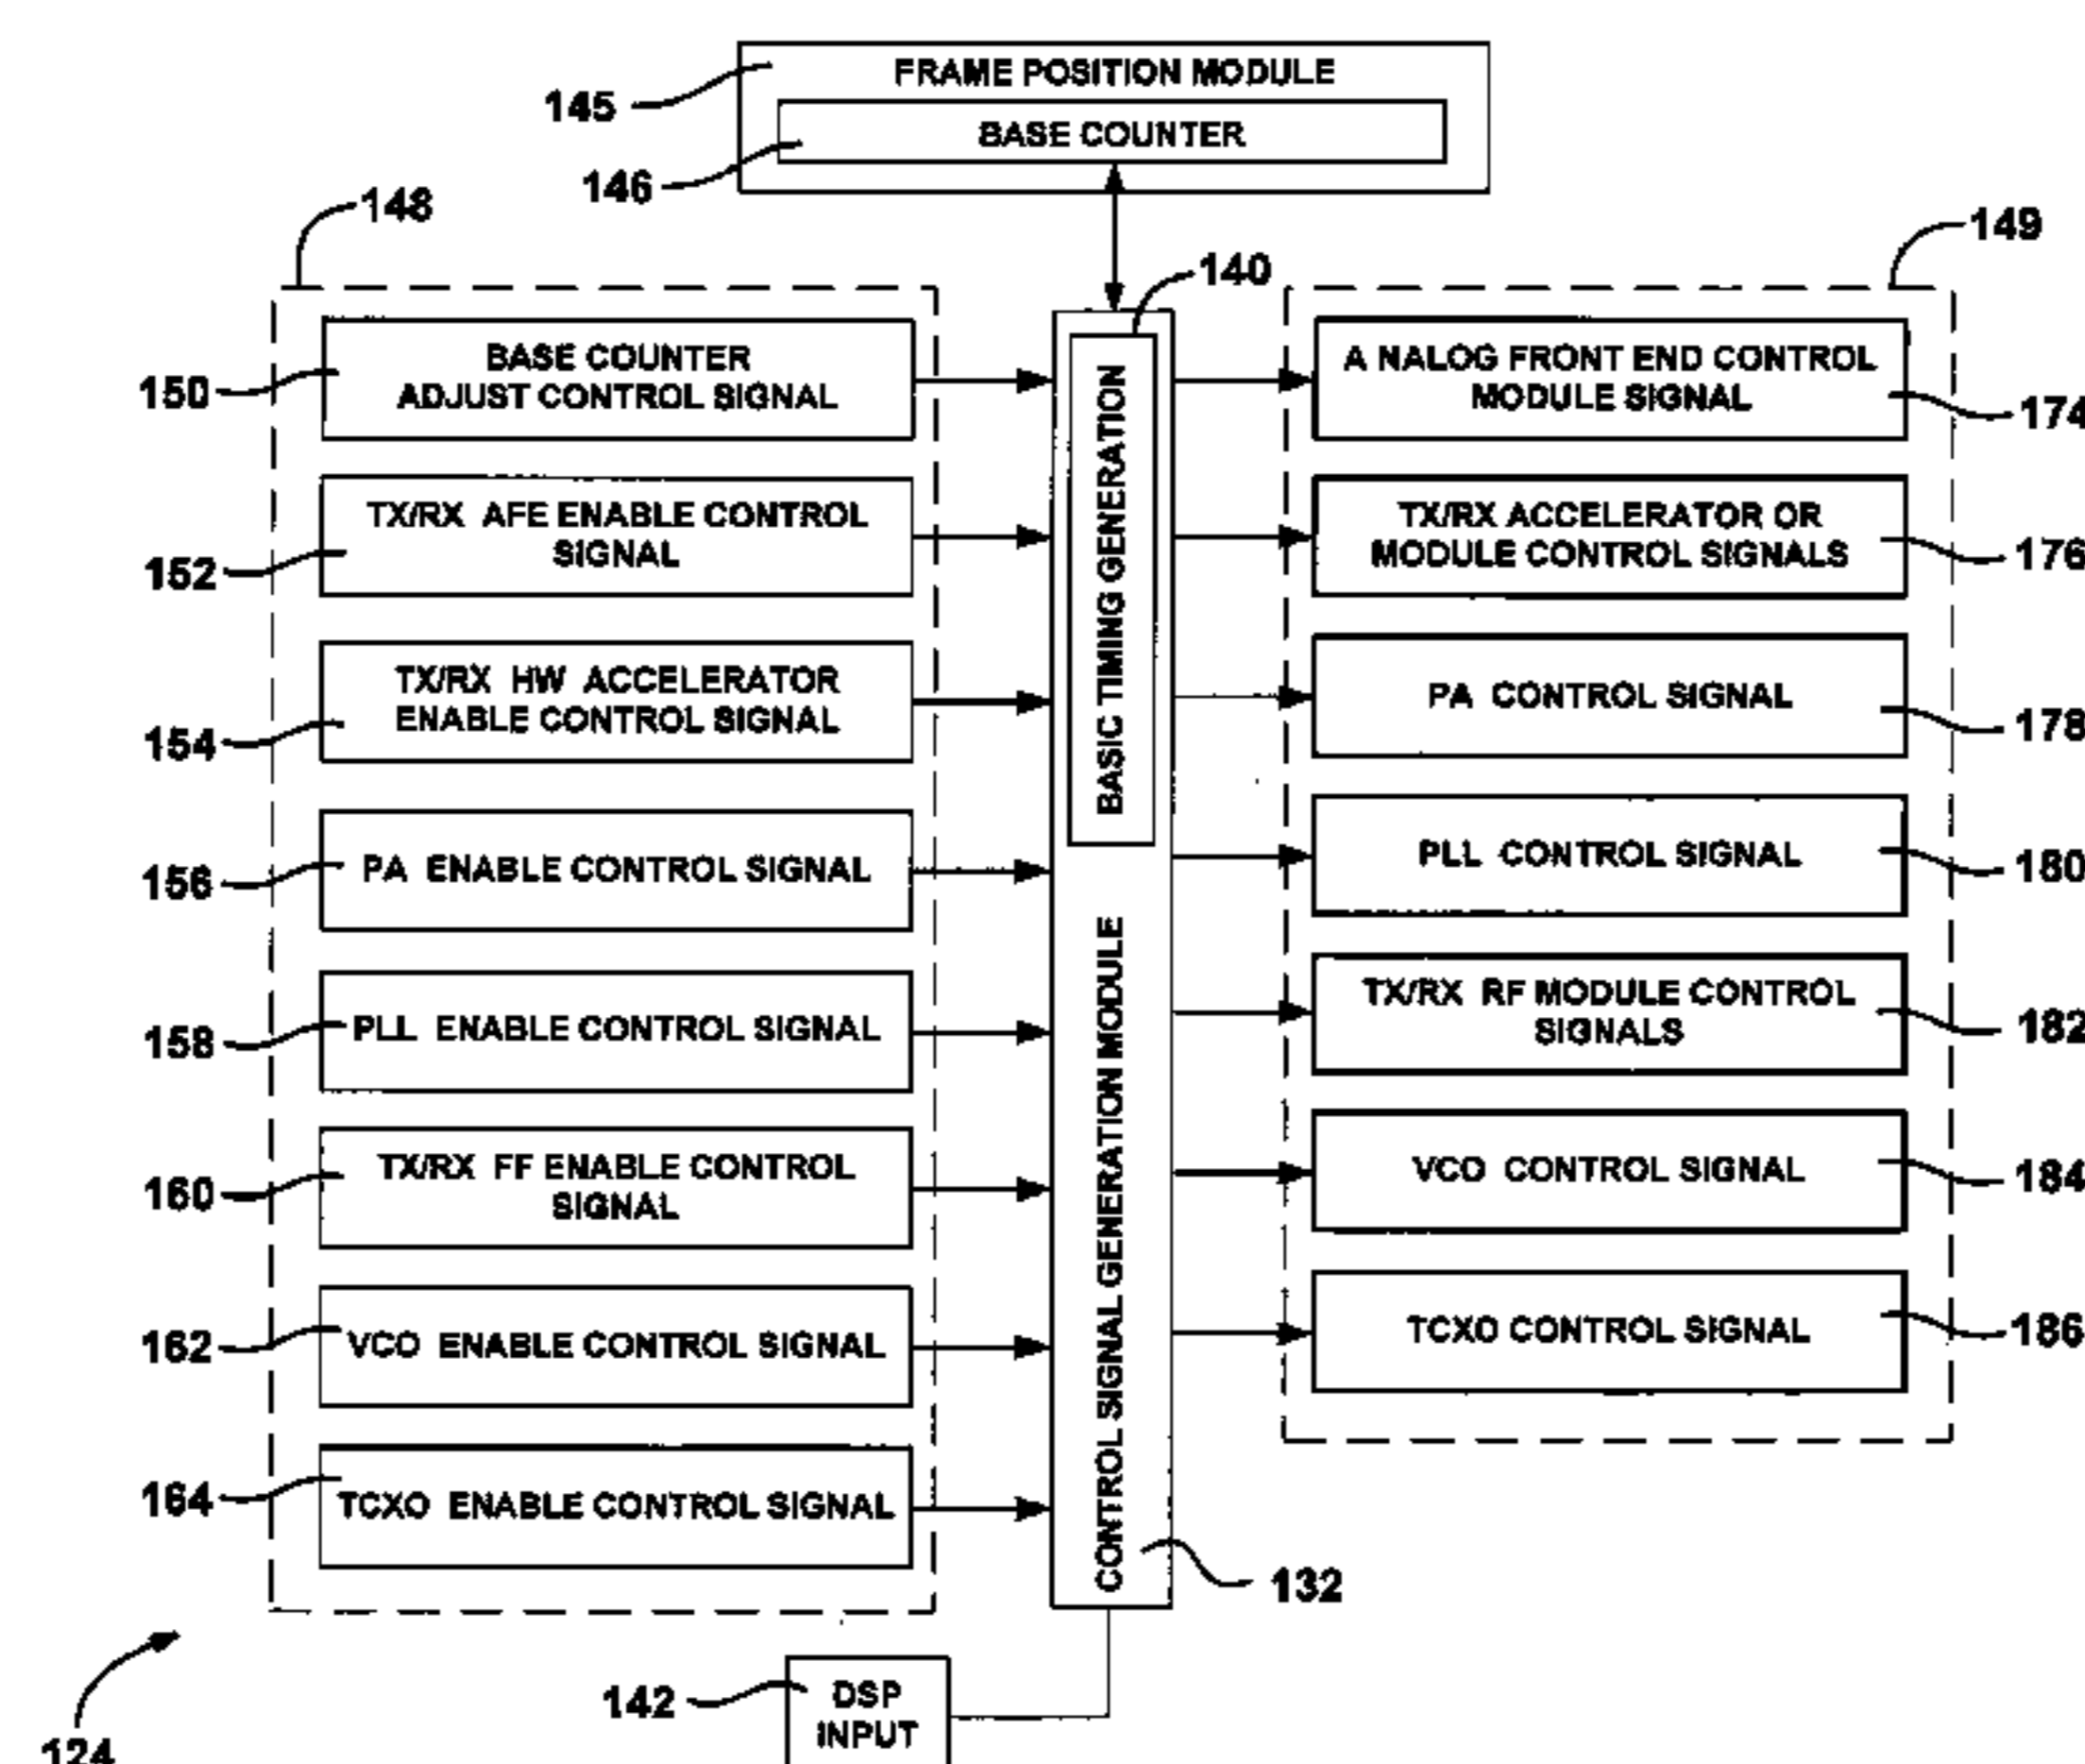 FRAME POSITION MODULE
145
BASE COUNTER
146
148
149
140
BASE COUNTER
ADJUST CONTROL SIGNAL
150
TX/RX AFE ENABLE CONTROL
SIGNAL
152
TX/RX HW ACCELERATOR
ENABLE CONTROL SIGNAL
154
PA ENABLE CONTROL SIGNAL
156
PLL ENABLE CONTROL SIGNAL
158
TX/RX FF ENABLE CONTROL
SIGNAL
160
VCO ENABLE CONTROL SIGNAL
162
TCXO ENABLE CONTROL SIGNAL
164
BASIC TIMING GENERATION
CONTROL SIGNAL GENERATION MODULE
132
A NALOG FRONT END CONTROL
MODULE SIGNAL
174
TX/RX ACCELERATOR OR
MODULE CONTROL SIGNALS
176
PA CONTROL SIGNAL
178
PLL CONTROL SIGNAL
180
TX/RX RF MODULE CONTROL
SIGNALS
182
VCO CONTROL SIGNAL
184
TCXO CONTROL SIGNAL
186
142
DSP
INPUT
124